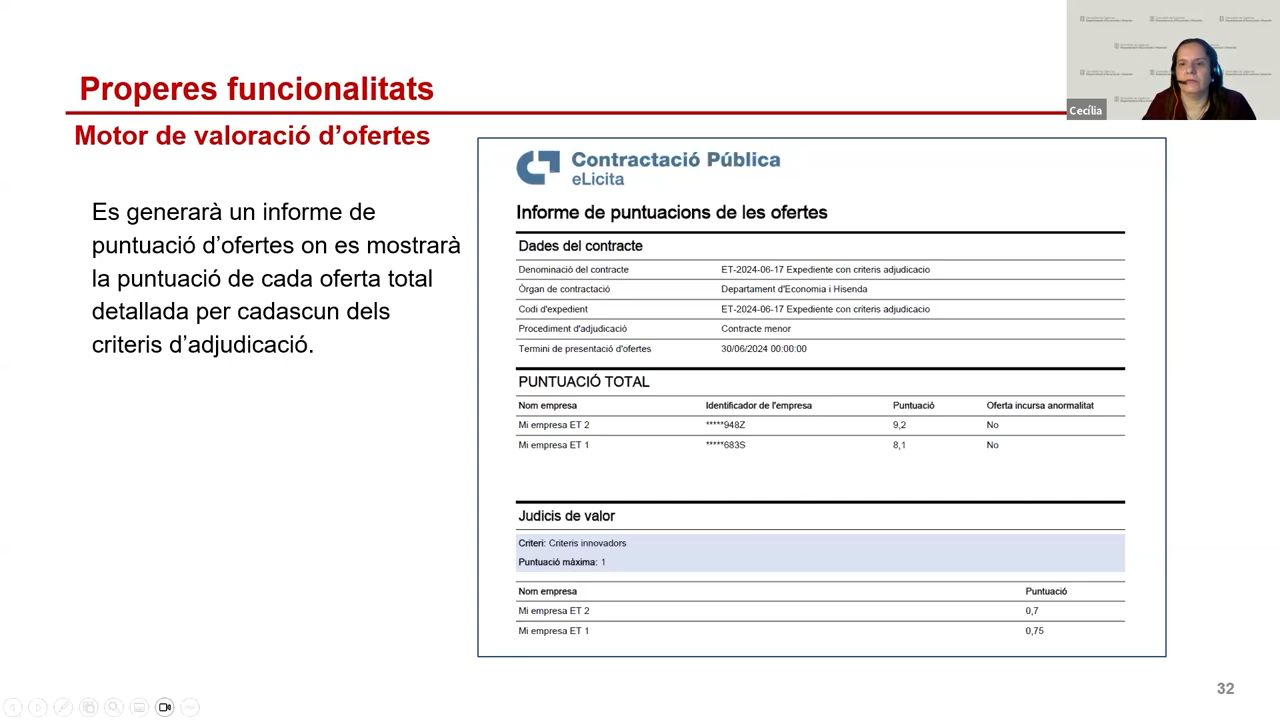 Properes funcionalitats
Cecília
Motor de valoració d'ofertes
Es generarà un informe de
puntuació d'ofertes on es mostrarà
la puntuació de cada oferta total
detallada per cadascun dels
criteris d'adjudicació.
Contractació Pública
eLicita
Informe de puntuacions de les ofertes
Dades del contracte
Denominació del contracte ET-2024-06-17 Expediente con criteris adjudicacio
Òrgan de contractació Departament d'Economia i Hisenda
Codi d'expedient ET-2024-06-17 Expediente con criteris adjudicacio
Procediment d'adjudicació Contracte menor
Termini de presentació d'ofertes 30/06/2024 00:00:00
PUNTUACIÓ TOTAL
Nom empresa Identificador de l'empresa Puntuació Oferta incursa anormalitat
Mi empresa ET 2 *****948Z 9,2 No
Mi empresa ET 1 *****683S 8,1 No
Judicis de valor
Criteri: Criteris innovadors
Puntuació màxima: 1
Nom empresa Puntuació
Mi empresa ET 2 0,7
Mi empresa ET 1 0,75
32